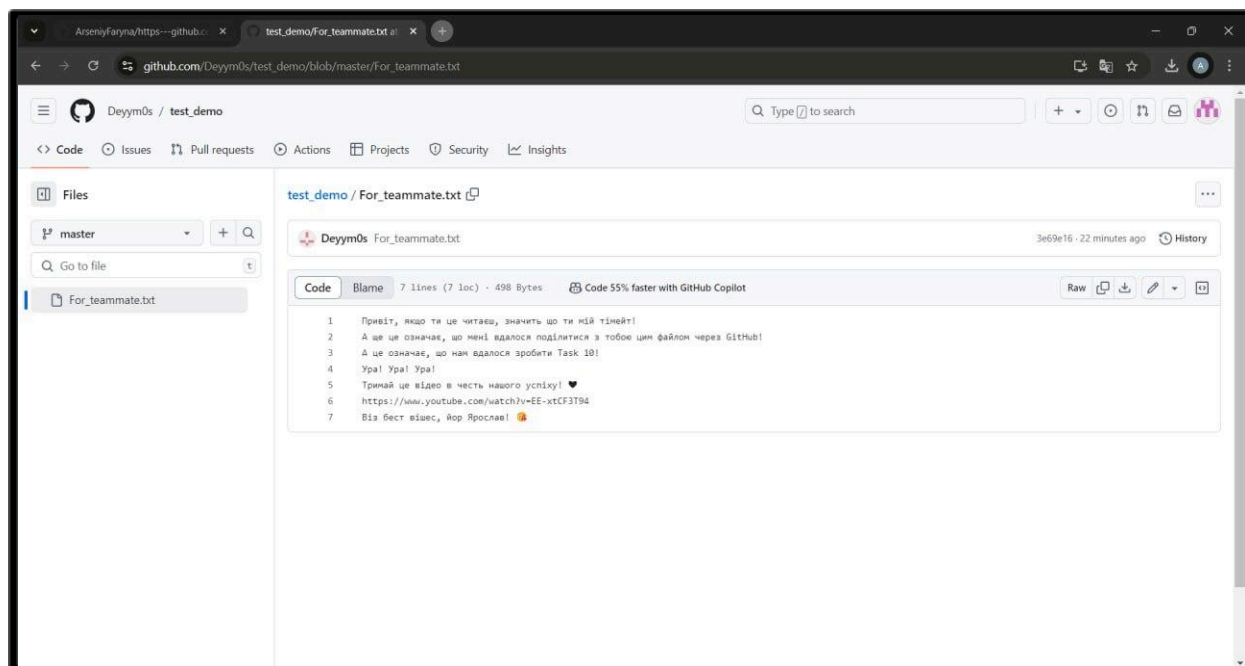 ArseniyFaryna/https---github.c
test_demo/For_teammate.txt at
github.com/Deyym0s/test_demo/blob/master/For_teammate.txt
A
Deyym0s / test_demo
Type / to search
<> Code Issues Pull requests Actions Projects Security Insights
Files
test_demo / For_teammate.txt
master
Deyym0s For_teammate.txt
3e69e16 · 22 minutes ago History
Go to file t
Code Blame 7 lines (7 loc) · 498 Bytes Code 55% faster with GitHub Copilot
Raw
For_teammate.txt
1 Привіт, якщо ти це читаєш, значить що ти мій тімейт!
2 А ще це означає, що мені вдалося поділитися з тобою цим файлом через GitHub!
3 А це означає, що нам вдалося зробити Task 10!
4 Ура! Ура! Ура!
5 Тримай це відео в честь нашого успіху! 🖤
6 https://www.youtube.com/watch?v=EE-xtCF3T94
7 Віз бест вішес, йор Ярослав! 😘